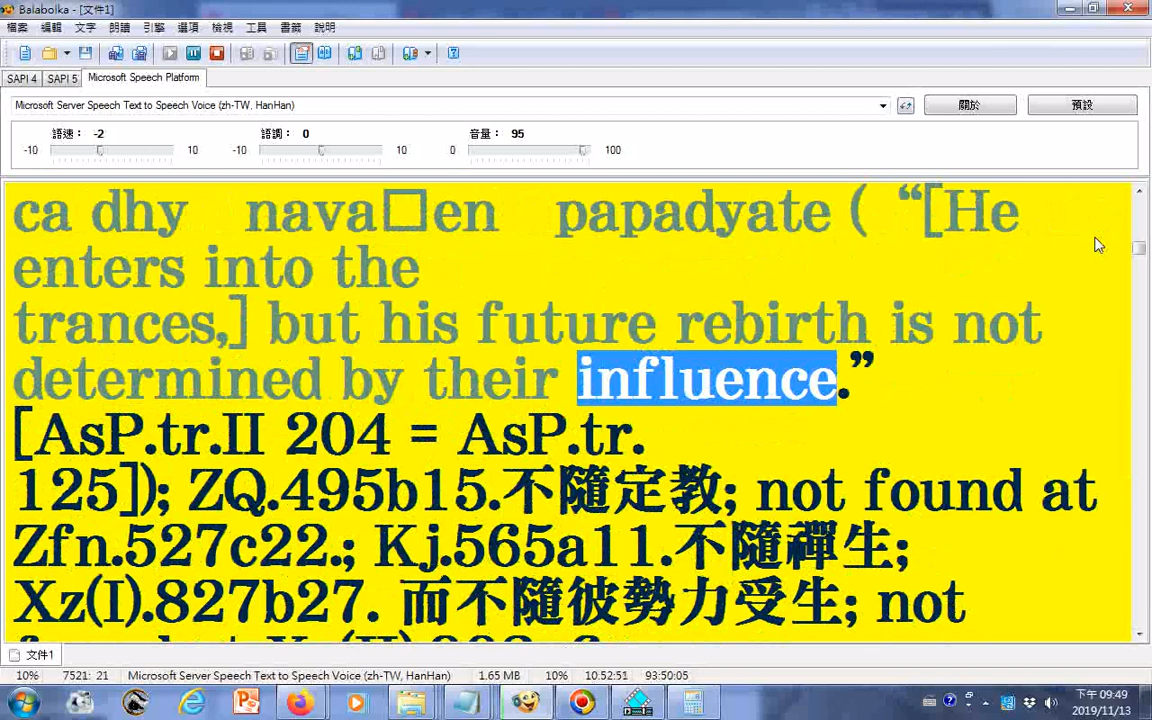 Balabolka - [文件1]
檔案 編輯 文字 朗讀 引擎 選項 檢視 工具 書籤 說明
SAPI 4 SAPI 5 Microsoft Speech Platform
Microsoft Server Speech Text to Speech Voice (zh-TW, HanHan) 關於 預設
語速： -2 語調： 0 音量： 95
-10 10 -10 10 0 100
ca dhy nava□en papadyate ( “[He
enters into the
trances,] but his future rebirth is not
determined by their influence.”
[AsP.tr.II 204 = AsP.tr.
125]); ZQ.495b15.不隨定教; not found at
Zfn.527c22.; Kj.565a11.不隨禪生;
Xz(I).827b27. 而不隨彼勢力受生; not
文件1
10% 7521: 21 Microsoft Server Speech Text to Speech Voice (zh-TW, HanHan) 1.65 MB 10% 10:52:51 93:50:05
下午 09:49
2019/11/13